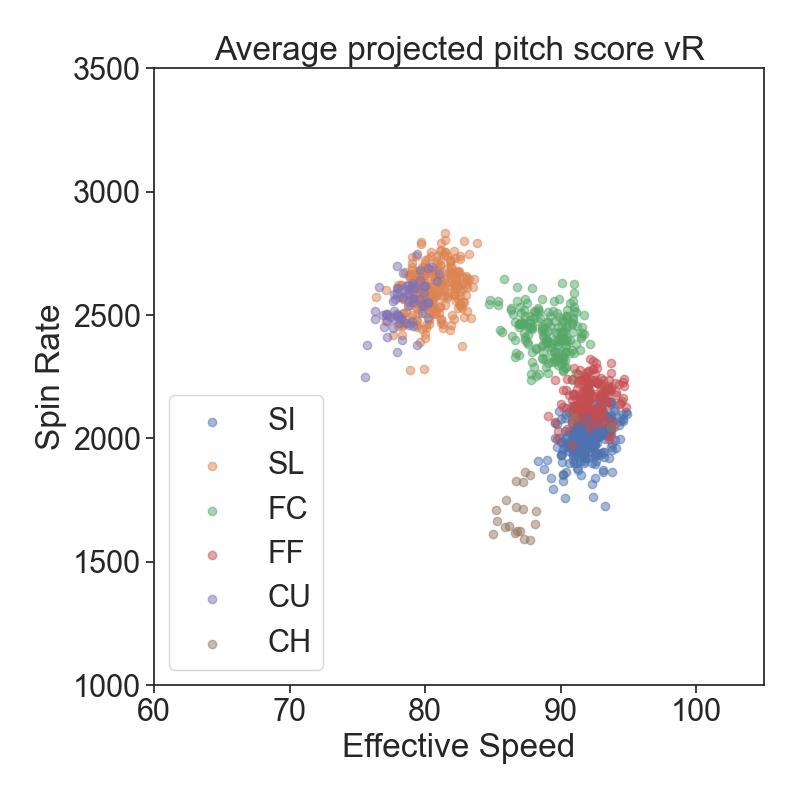 Average projected pitch score vR
3500
3000
2500
2000
1500
1000
Spin Rate
SI
SL
FC
FF
CU
CH
60
70
80
90
100
Effective Speed